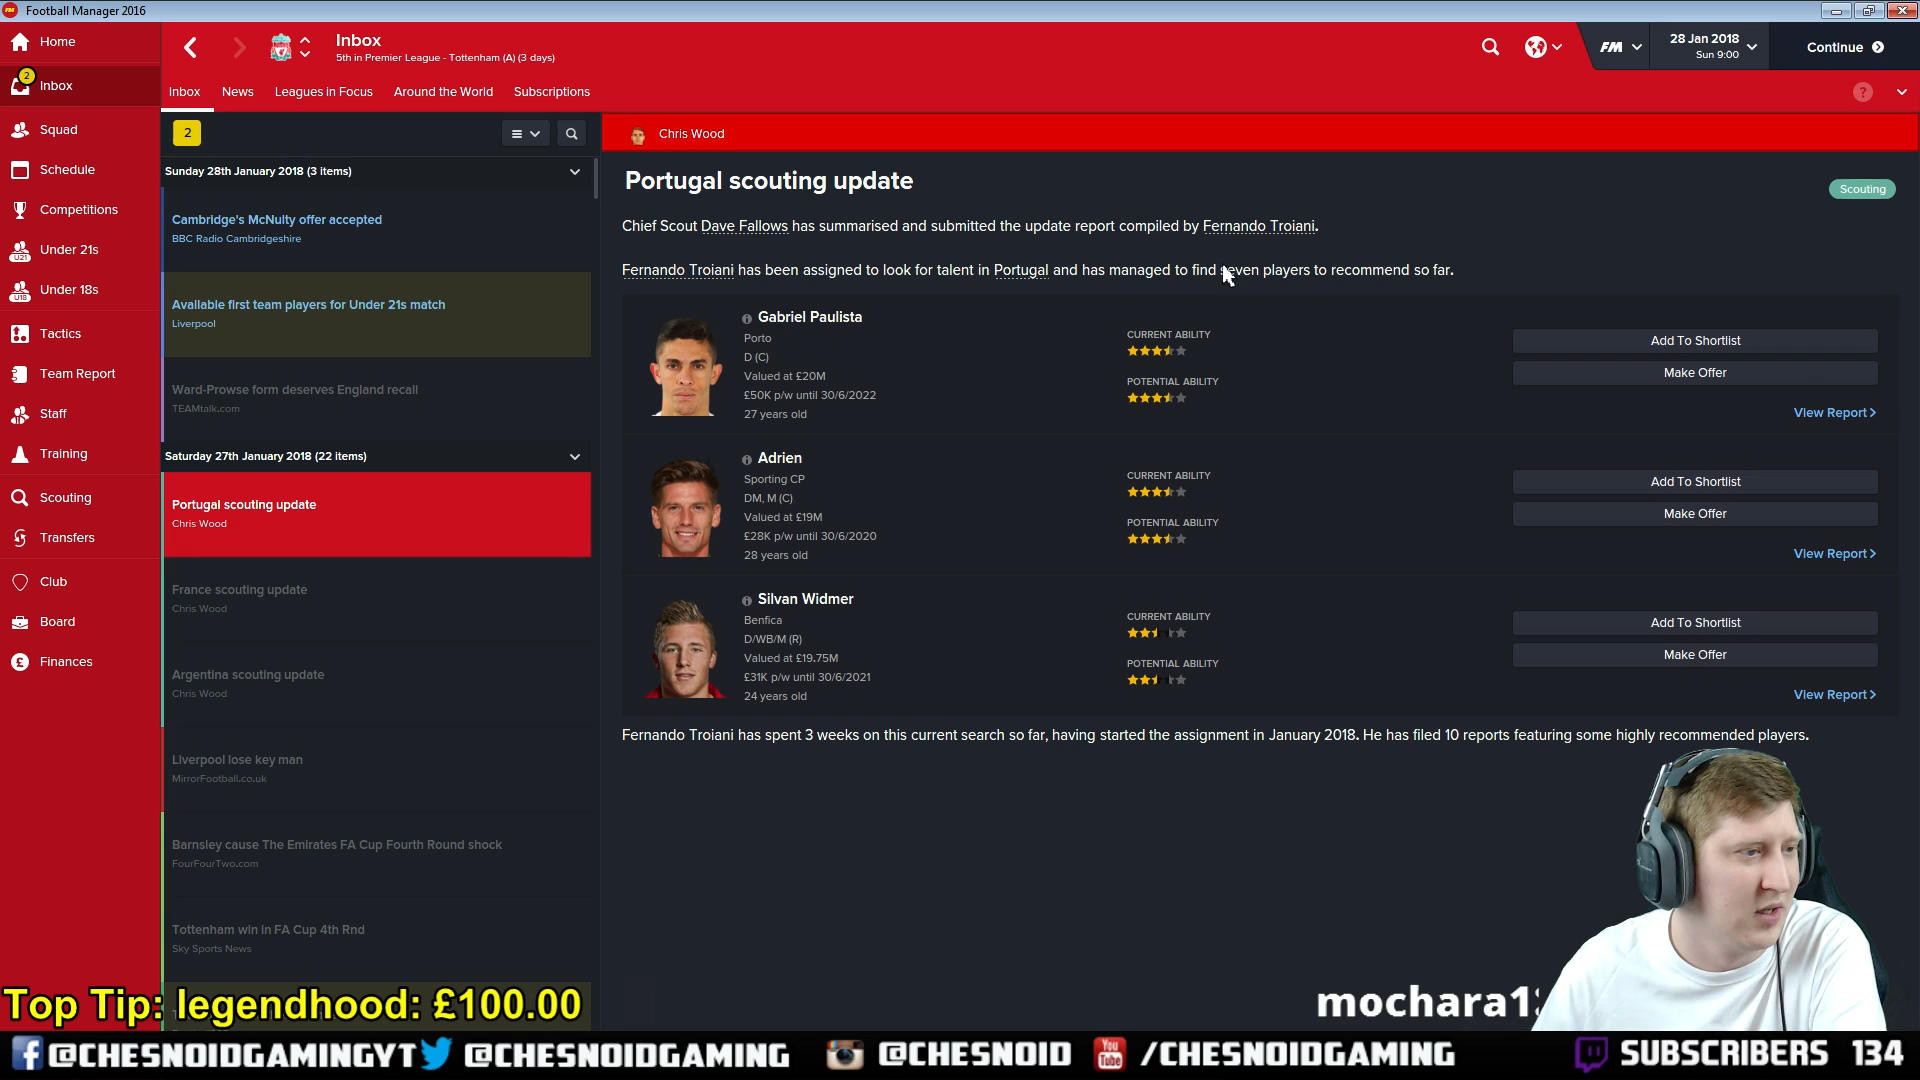 Football Manager 2016
Home
Inbox
2
Squad
Schedule
Competitions
Under 21s
U21
Under 18s
U18
Tactics
Team Report
Staff
Training
Scouting
Transfers
Club
Board
Finances
Inbox
5th in Premier League - Tottenham (A) (3 days)
FM
28 Jan 2018
Sun 9:00
Continue
Inbox News Leagues in Focus Around the World Subscriptions
?
2
Sunday 28th January 2018 (3 items)
Cambridge's McNulty offer accepted
BBC Radio Cambridgeshire
Available first team players for Under 21s match
Liverpool
Ward-Prowse form deserves England recall
TEAMtalk.com
Saturday 27th January 2018 (22 items)
Portugal scouting update
Chris Wood
France scouting update
Chris Wood
Argentina scouting update
Chris Wood
Liverpool lose key man
MirrorFootball.co.uk
Barnsley cause The Emirates FA Cup Fourth Round shock
FourFourTwo.com
Tottenham win in FA Cup 4th Rnd
Sky Sports News
Chris Wood
Portugal scouting update
Scouting
Chief Scout Dave Fallows has summarised and submitted the update report compiled by Fernando Troiani.
Fernando Troiani has been assigned to look for talent in Portugal and has managed to find seven players to recommend so far.
Gabriel Paulista
Porto
D (C)
Valued at £20M
£50K p/w until 30/6/2022
27 years old
CURRENT ABILITY
POTENTIAL ABILITY
Add To Shortlist
Make Offer
View Report>
Adrien
Sporting CP
DM, M (C)
Valued at £19M
£28K p/w until 30/6/2020
28 years old
CURRENT ABILITY
POTENTIAL ABILITY
Add To Shortlist
Make Offer
View Report>
Silvan Widmer
Benfica
D/WB/M (R)
Valued at £19.75M
£31K p/w until 30/6/2021
24 years old
CURRENT ABILITY
POTENTIAL ABILITY
Add To Shortlist
Make Offer
View Report>
Fernando Troiani has spent 3 weeks on this current search so far, having started the assignment in January 2018. He has filed 10 reports featuring some highly recommended players.
Top Tip: legendhood: £100.00
@CHESNOIDGAMINGYT @CHESNOIDGAMING @CHESNOID You Tube /CHESNOIDGAMING SUBSCRIBERS 134